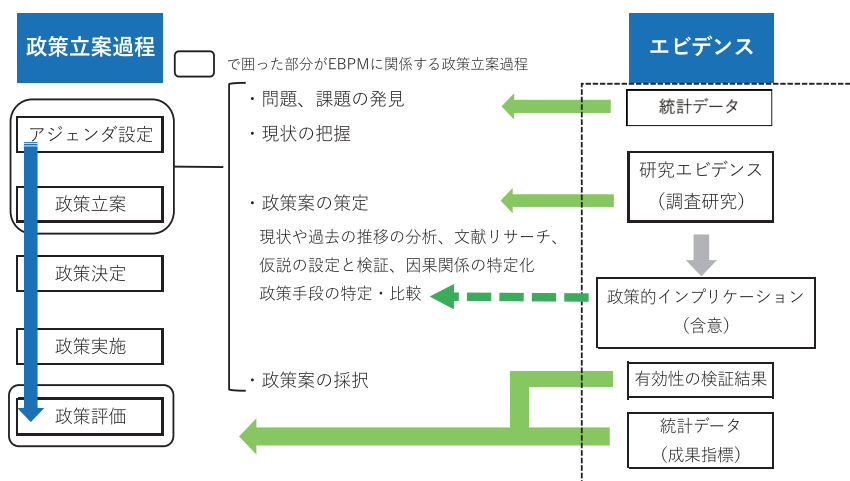 政策立案過程
で囲った部分がEBPMに関係する政策立案過程
エビデンス
アジェンダ設定
政策立案
政策決定
政策実施
政策評価
・問題、課題の発見
・現状の把握
・政策案の策定
現状や過去の推移の分析、文献リサーチ、
仮説の設定と検証、因果関係の特定化
政策手段の特定・比較
・政策案の採択
統計データ
研究エビデンス
（調査研究）
政策的インプリケーション
（含意）
有効性の検証結果
統計データ
（成果指標）